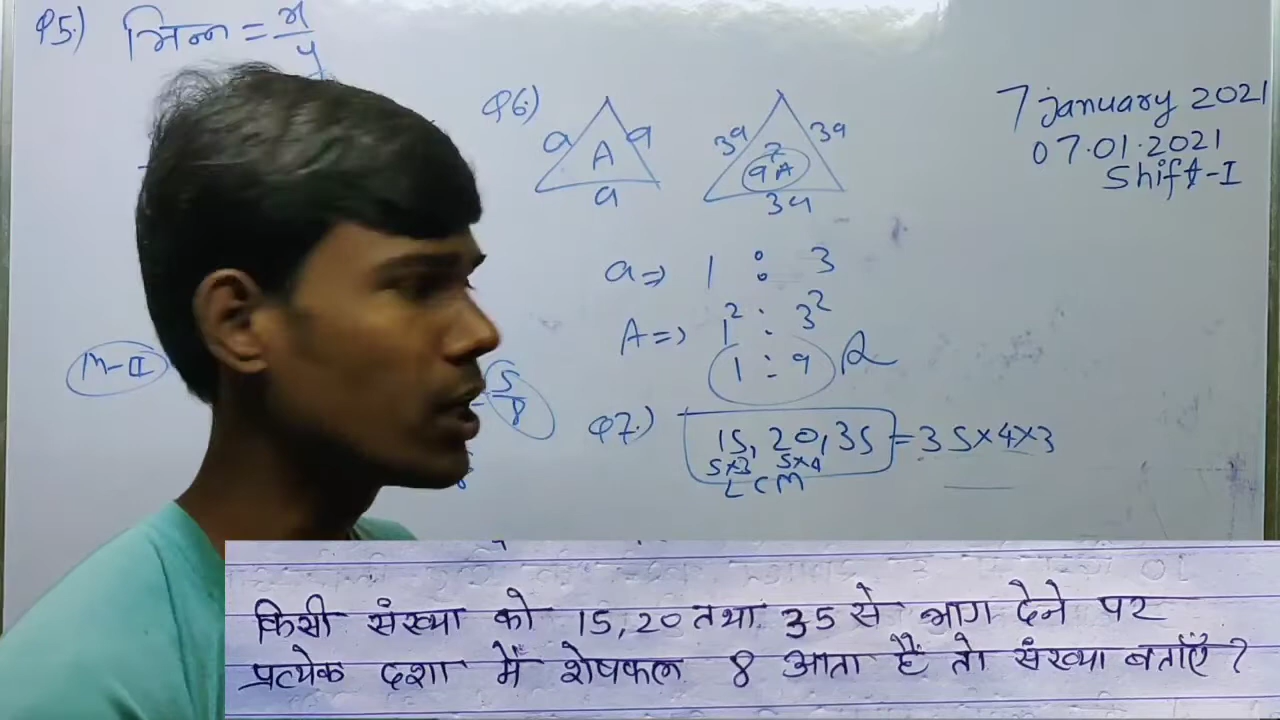 Q5.) भिन्न = x/y
7 January 2021
07.01.2021
Shift-I
Q6.)
a A a
a
3a 3a
?
9A
3a
a => 1 : 3
A => 1² : 3²
1 : 9
M-II
5/8
Q7.) 15, 20, 35 = 35×4×3
5×3 5×4
LCM
किसी संख्या को 15, 20 तथा 35 से भाग देने पर
प्रत्येक दशा में शेषफल 8 आता है तो संख्या बताएँ ?